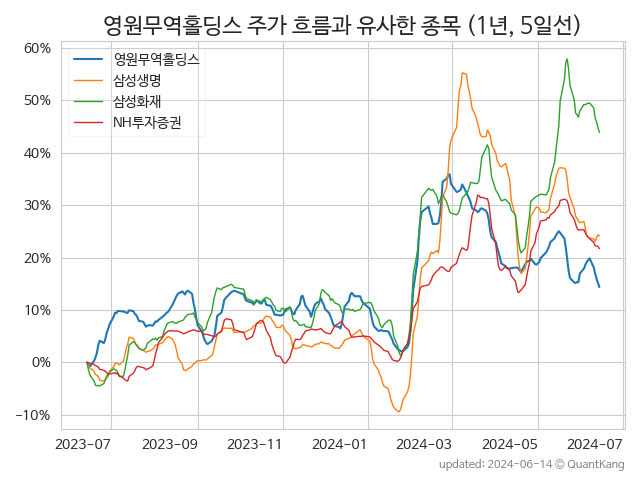 영원무역홀딩스 주가 흐름과 유사한 종목 (1년, 5일선)
60%
50%
40%
30%
20%
10%
0%
−10%
영원무역홀딩스
삼성생명
삼성화재
NH투자증권
2023-07 2023-09 2023-11 2024-01 2024-03 2024-05 2024-07
updated: 2024-06-14 © QuantKang